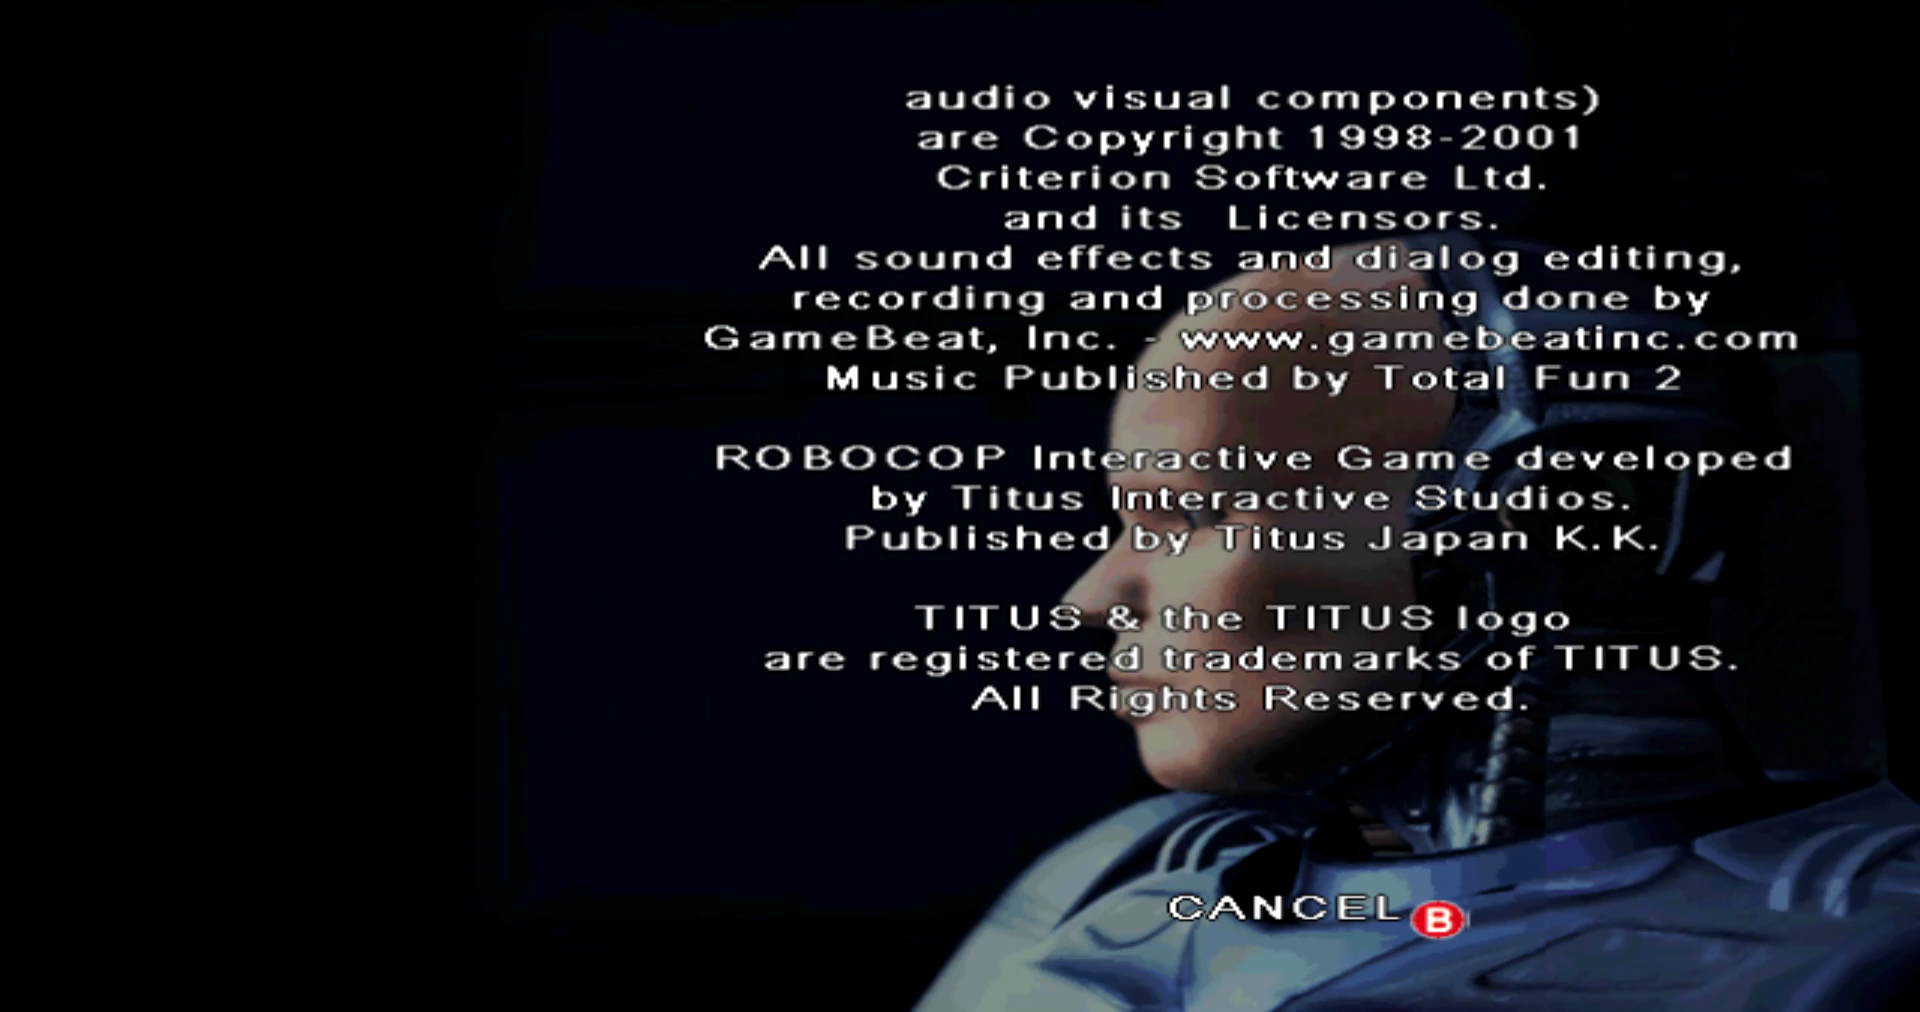 audio visual components)
are Copyright 1998-2001
Criterion Software Ltd.
and its Licensors.
All sound effects and dialog editing,
recording and processing done by
GameBeat, Inc. - www.gamebeatinc.com
Music Published by Total Fun 2
ROBOCOP Interactive Game developed
by Titus Interactive Studios.
Published by Titus Japan K.K.
TITUS & the TITUS logo
are registered trademarks of TITUS.
All Rights Reserved.
CANCEL B